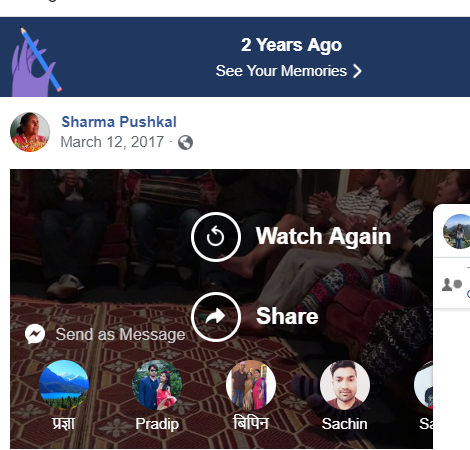 2 Years Ago
See Your Memories
Sharma Pushkal
March 12, 2017 ·
Watch Again
Share
Send as Message
प्रज्ञा
Pradip
बिपिन
Sachin